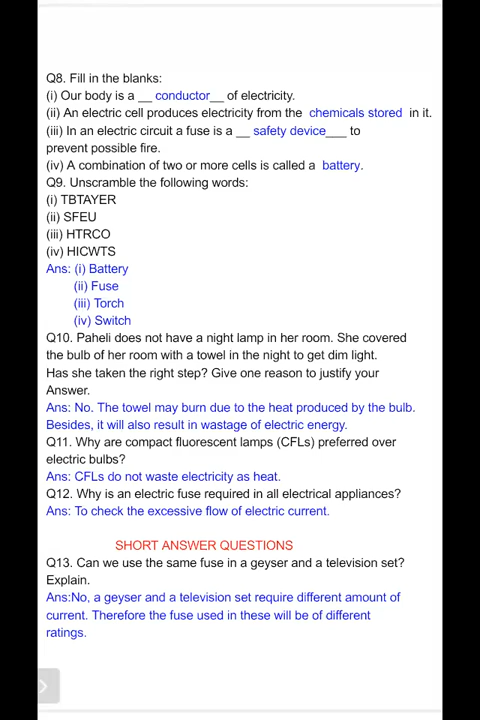 Q8. Fill in the blanks:
(i) Our body is a __ conductor__ of electricity.
(ii) An electric cell produces electricity from the  chemicals stored  in it.
(iii) In an electric circuit a fuse is a __ safety device___ to
prevent possible fire.
(iv) A combination of two or more cells is called a  battery.
Q9. Unscramble the following words:
(i) TBTAYER
(ii) SFEU
(iii) HTRCO
(iv) HICWTS
Ans: (i) Battery
(ii) Fuse
(iii) Torch
(iv) Switch
Q10. Paheli does not have a night lamp in her room. She covered
the bulb of her room with a towel in the night to get dim light.
Has she taken the right step? Give one reason to justify your
Answer.
Ans: No. The towel may burn due to the heat produced by the bulb.
Besides, it will also result in wastage of electric energy.
Q11. Why are compact fluorescent lamps (CFLs) preferred over
electric bulbs?
Ans: CFLs do not waste electricity as heat.
Q12. Why is an electric fuse required in all electrical appliances?
Ans: To check the excessive flow of electric current.
SHORT ANSWER QUESTIONS
Q13. Can we use the same fuse in a geyser and a television set?
Explain.
Ans:No, a geyser and a television set require different amount of
current. Therefore the fuse used in these will be of different
ratings.